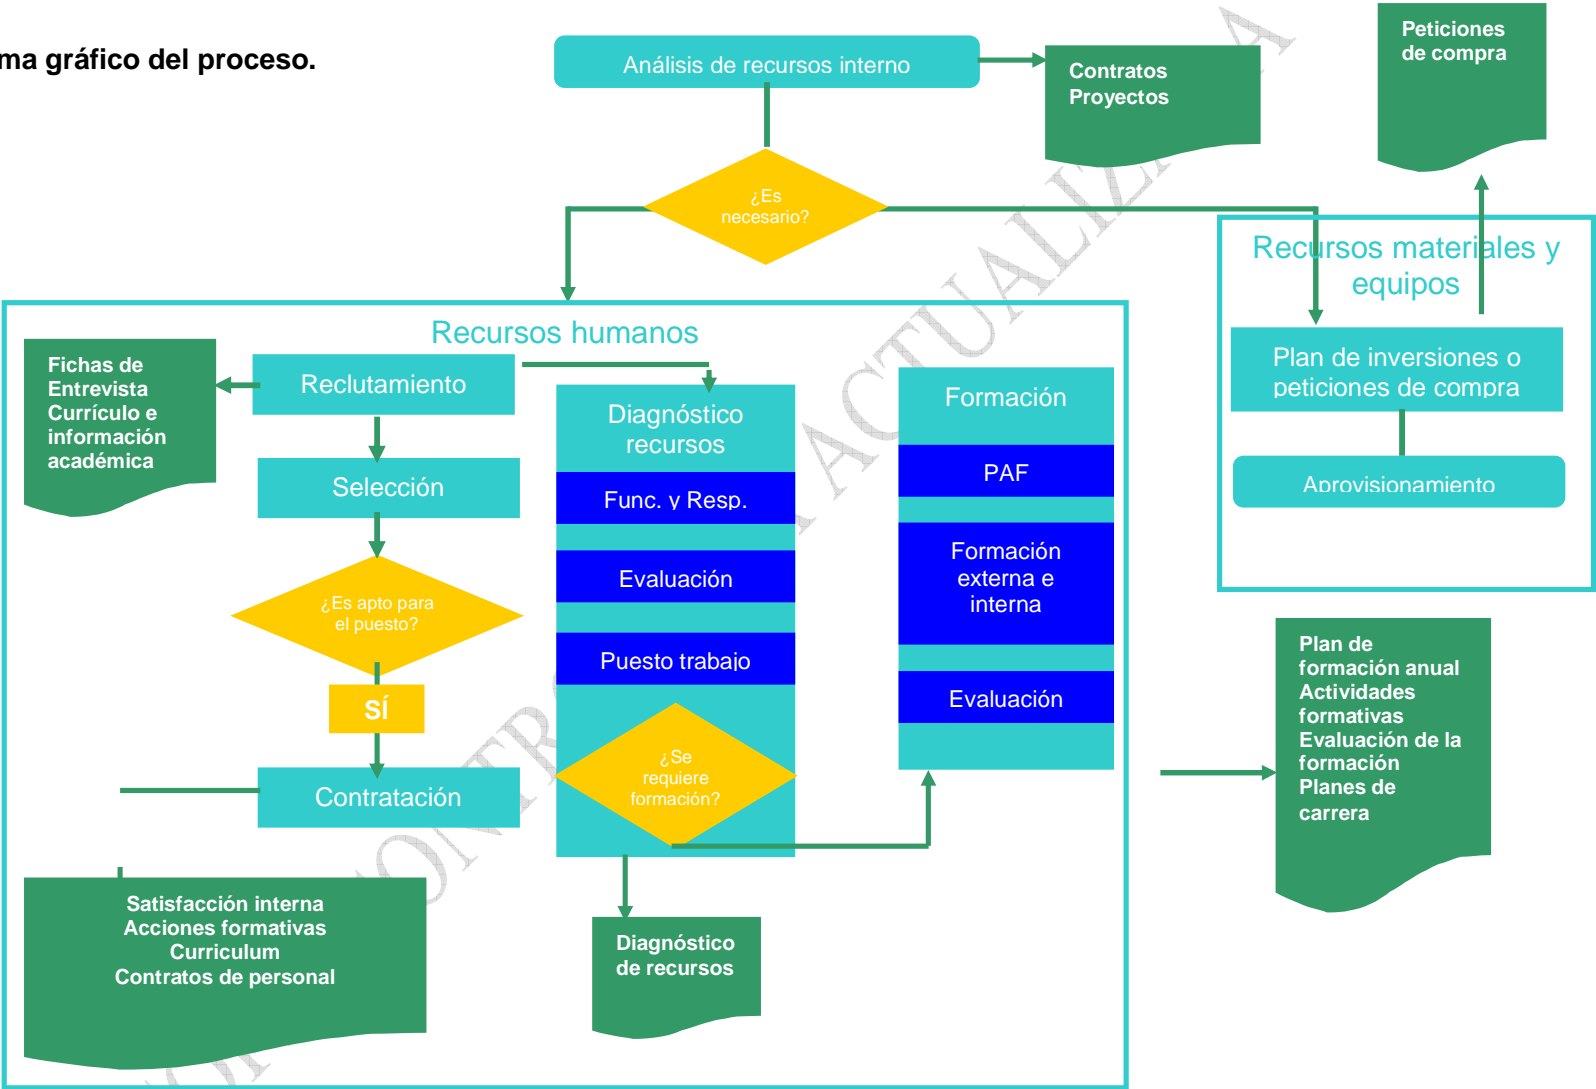 ma gráfico del proceso.
Análisis de recursos interno
Contratos
Proyectos
Peticiones
de compra
¿Es
necesario?
Recursos materiales y
equipos
Plan de inversiones o
peticiones de compra
Aprovisionamiento
Recursos humanos
Fichas de
Entrevista
Currículo e
información
académica
Reclutamiento
Selección
¿Es apto para
el puesto?
SÍ
Contratación
Satisfacción interna
Acciones formativas
Curriculum
Contratos de personal
Diagnóstico
recursos
Func. y Resp.
Evaluación
Puesto trabajo
¿Se
requiere
formación?
Diagnóstico
de recursos
Formación
PAF
Formación
externa e
interna
Evaluación
Plan de
formación anual
Actividades
formativas
Evaluación de la
formación
Planes de
carrera